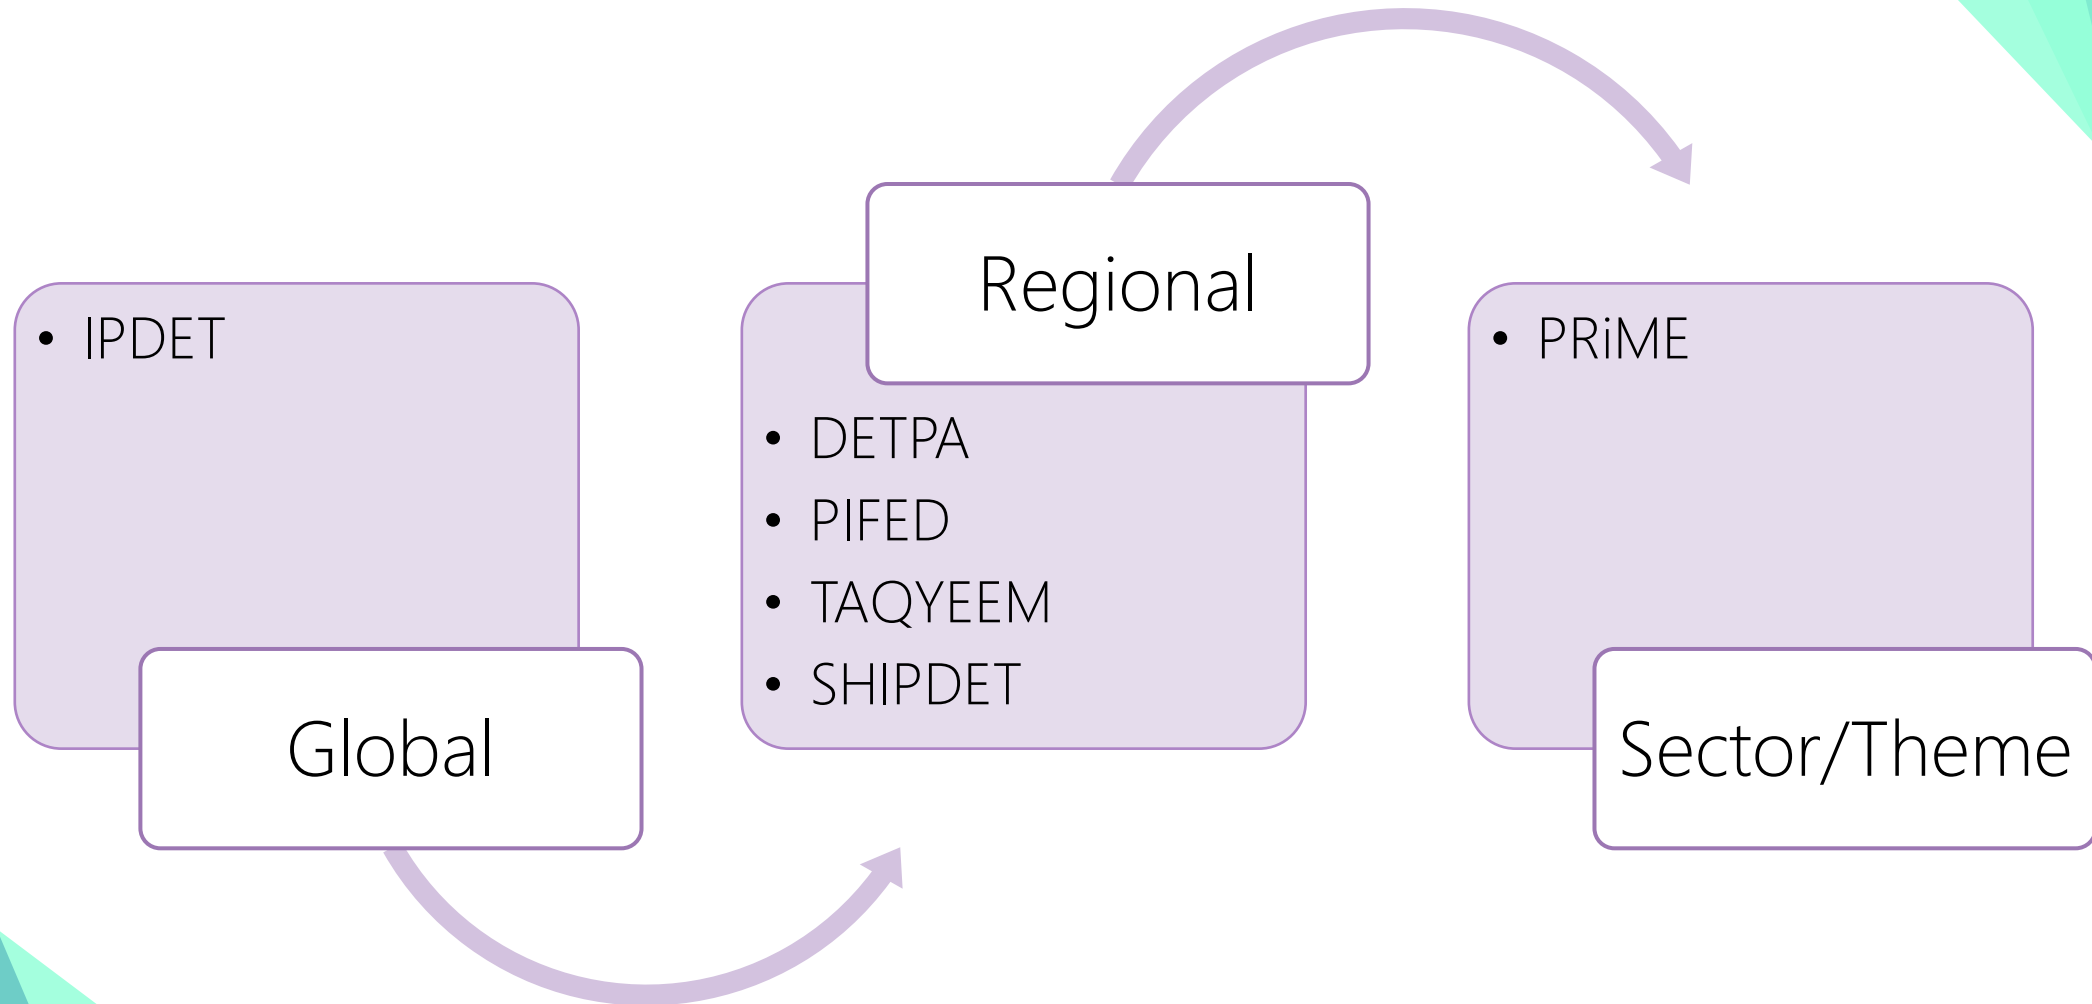 • IPDET
Global
Regional
• DETPA
• PIFED
• TAQYEEM
• SHIPDET
• PRiME
Sector/Theme